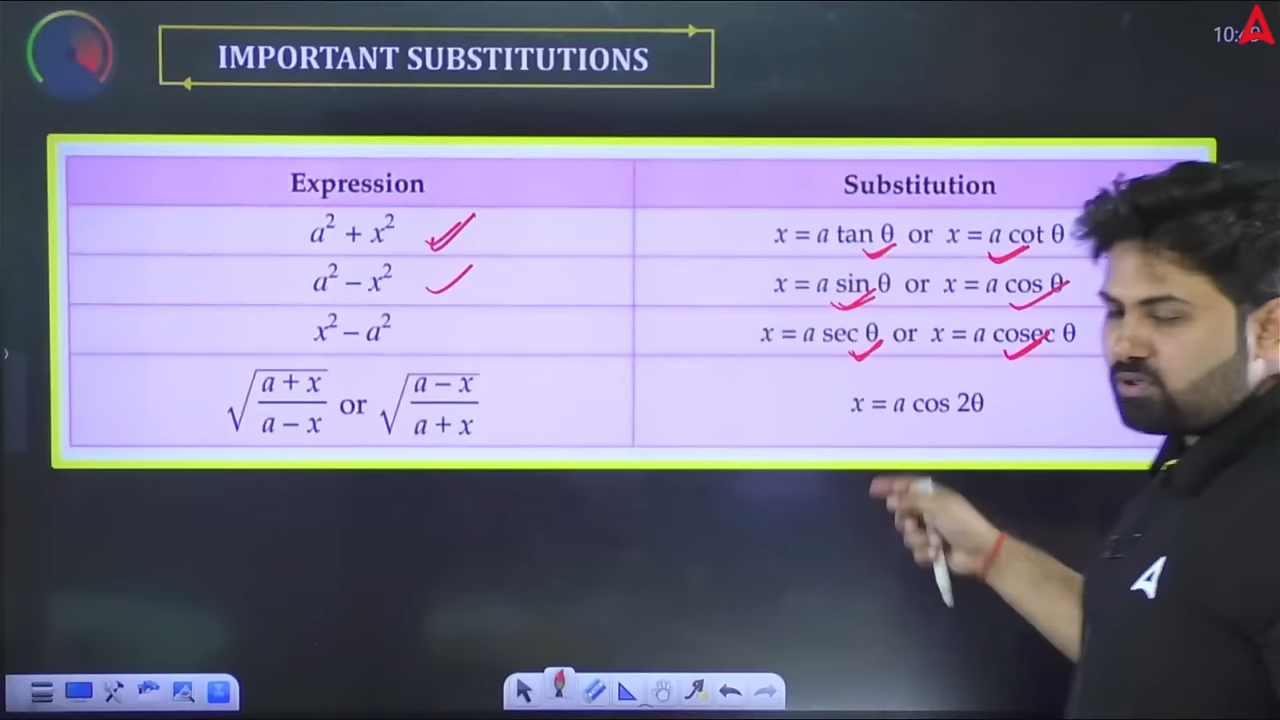 IMPORTANT SUBSTITUTIONS
Expression Substitution
a² + x² x = a tan θ or x = a cot θ
a² − x² x = a sin θ or x = a cos θ
x² − a² x = a sec θ or x = a cosec θ
√((a + x)/(a − x)) or √((a − x)/(a + x)) x = a cos 2θ